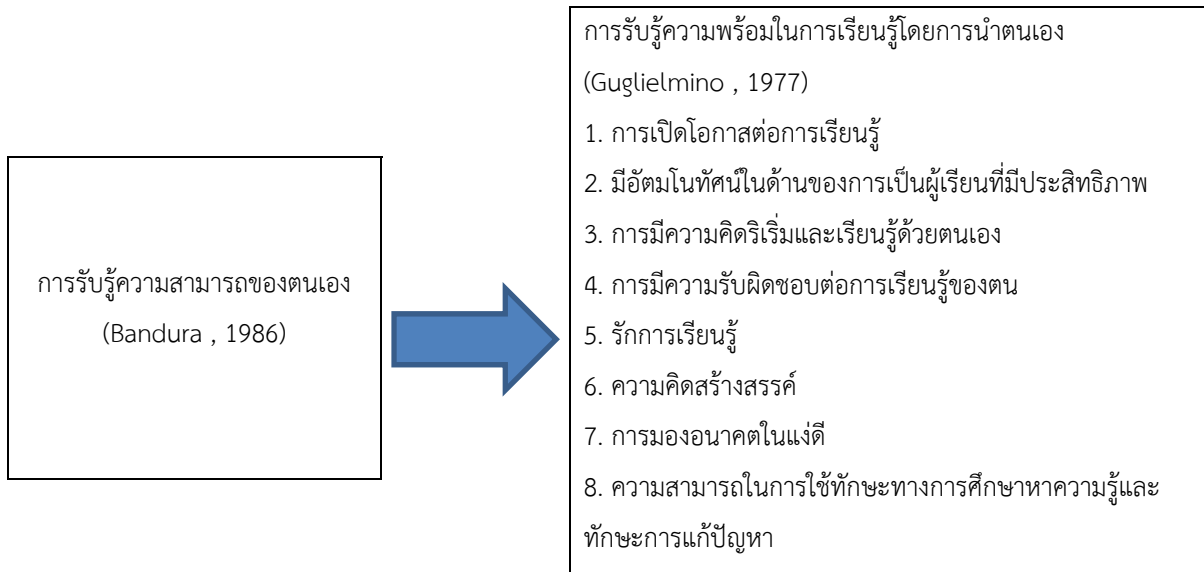 การรับรู้ความสามารถของตนเอง
(Bandura , 1986)
การรับรู้ความพร้อมในการเรียนรู้โดยการนำตนเอง
(Guglielmino , 1977)
1. การเปิดโอกาสต่อการเรียนรู้
2. มีอัตมโนทัศน์ในด้านของการเป็นผู้เรียนที่มีประสิทธิภาพ
3. การมีความคิดริเริ่มและเรียนรู้ด้วยตนเอง
4. การมีความรับผิดชอบต่อการเรียนรู้ของตน
5. รักการเรียนรู้
6. ความคิดสร้างสรรค์
7. การมองอนาคตในแง่ดี
8. ความสามารถในการใช้ทักษะทางการศึกษาหาความรู้และ
ทักษะการแก้ปัญหา